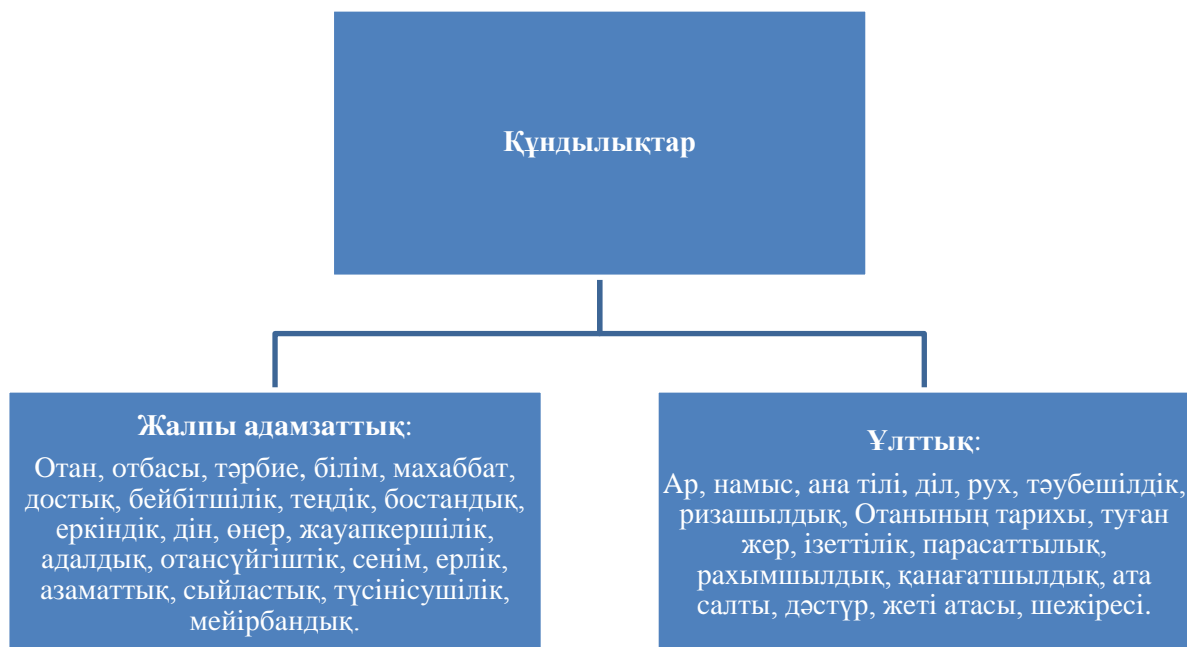 Құндылықтар
Жалпы адамзаттық:
Отан, отбасы, тәрбие, білім, махаббат,
достық, бейбітшілік, теңдік, бостандық,
еркіндік, дін, өнер, жауапкершілік,
адалдық, отансүйгіштік, сенім, ерлік,
азаматтық, сыйластық, түсінісушілік,
мейірбандық.
Ұлттық:
Ар, намыс, ана тілі, діл, рух, тәубешілдік,
ризашылдық, Отанының тарихы, туған
жер, ізеттілік, парасаттылық,
рахымшылдық, қанағатшылдық, ата
салты, дәстүр, жеті атасы, шежіресі.